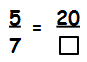 5/7 = 20/□